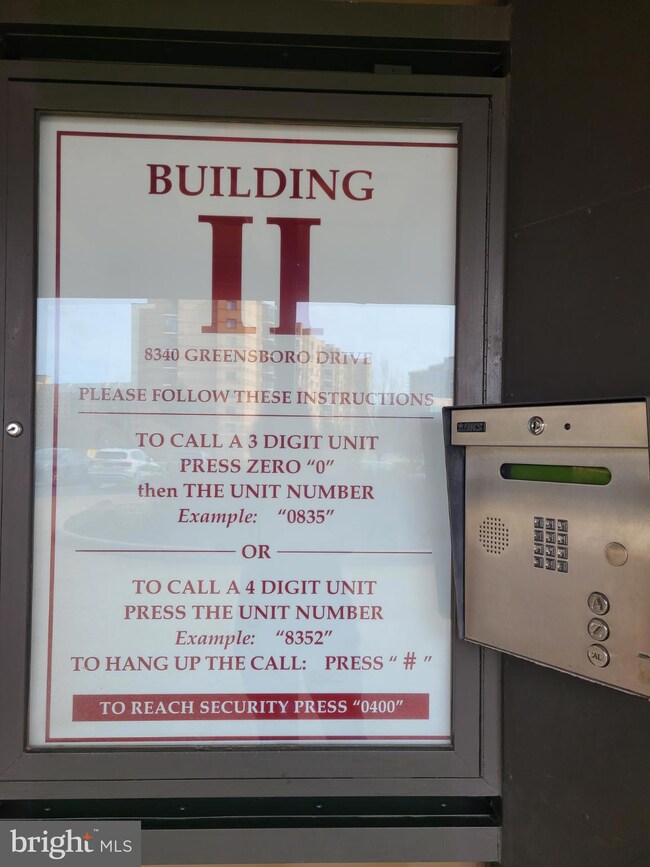 BUILDING
II
8340 GREENSBORO DRIVE
PLEASE FOLLOW THESE INSTRUCTIONS
TO CALL A 3 DIGIT UNIT
PRESS ZERO “0”
then THE UNIT NUMBER
Example: “0835”
OR
TO CALL A 4 DIGIT UNIT
PRESS THE UNIT NUMBER
Example: “8352”
TO HANG UP THE CALL: PRESS “ # ”
TO REACH SECURITY PRESS “0400”
A
Z
bright™ MLS